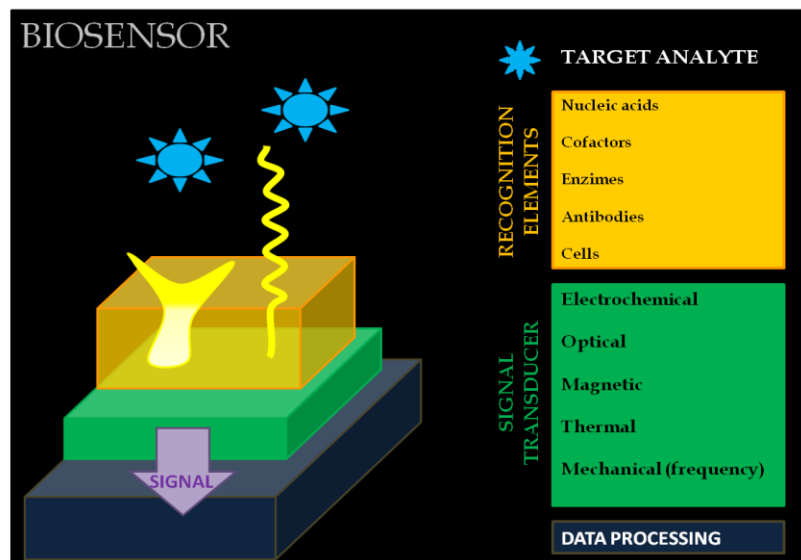 BIOSENSOR
TARGET ANALYTE
RECOGNITION
ELEMENTS
Nucleic acids
Cofactors
Enzimes
Antibodies
Cells
SIGNAL
TRANSDUCER
Electrochemical
Optical
Magnetic
Thermal
Mechanical (frequency)
SIGNAL
DATA PROCESSING